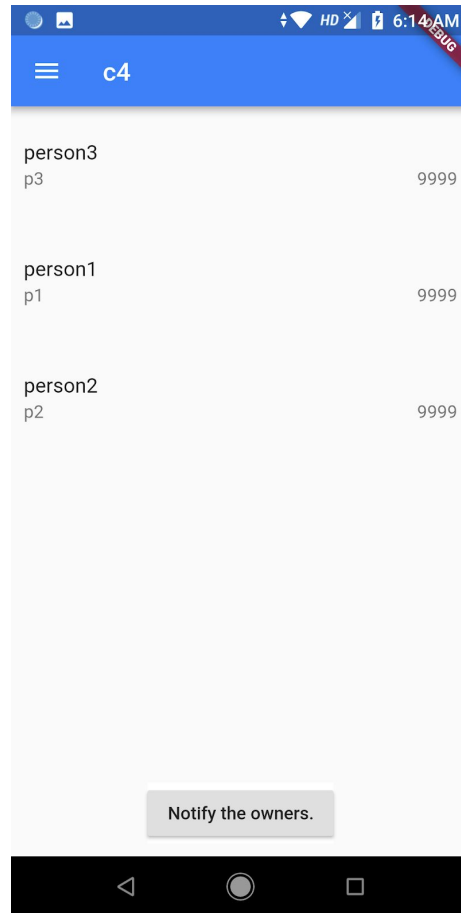 HD 6:14 AM
DEBUG
c4
person3
p3 9999
person1
p1 9999
person2
p2 9999
Notify the owners.